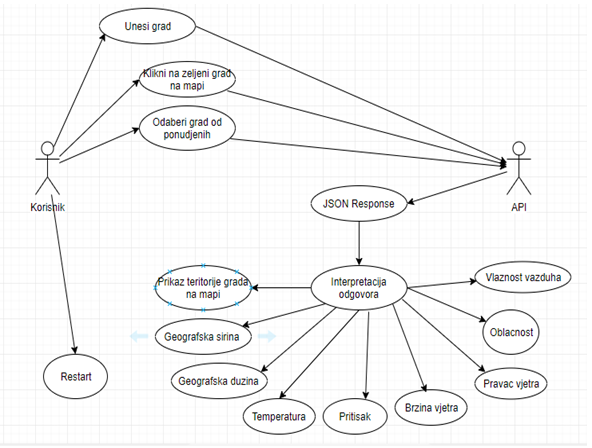 Unesi grad
Klikni na zeljeni grad
na mapi
Odaberi grad od
ponudjenih
Korisnik
API
JSON Response
Prikaz teritorije grada
na mapi
Interpretacija
odgovora
Vlaznost vazduha
Geografska sirina
Oblacnost
Restart
Geografska duzina
Pravac vjetra
Temperatura
Pritisak
Brzina vjetra